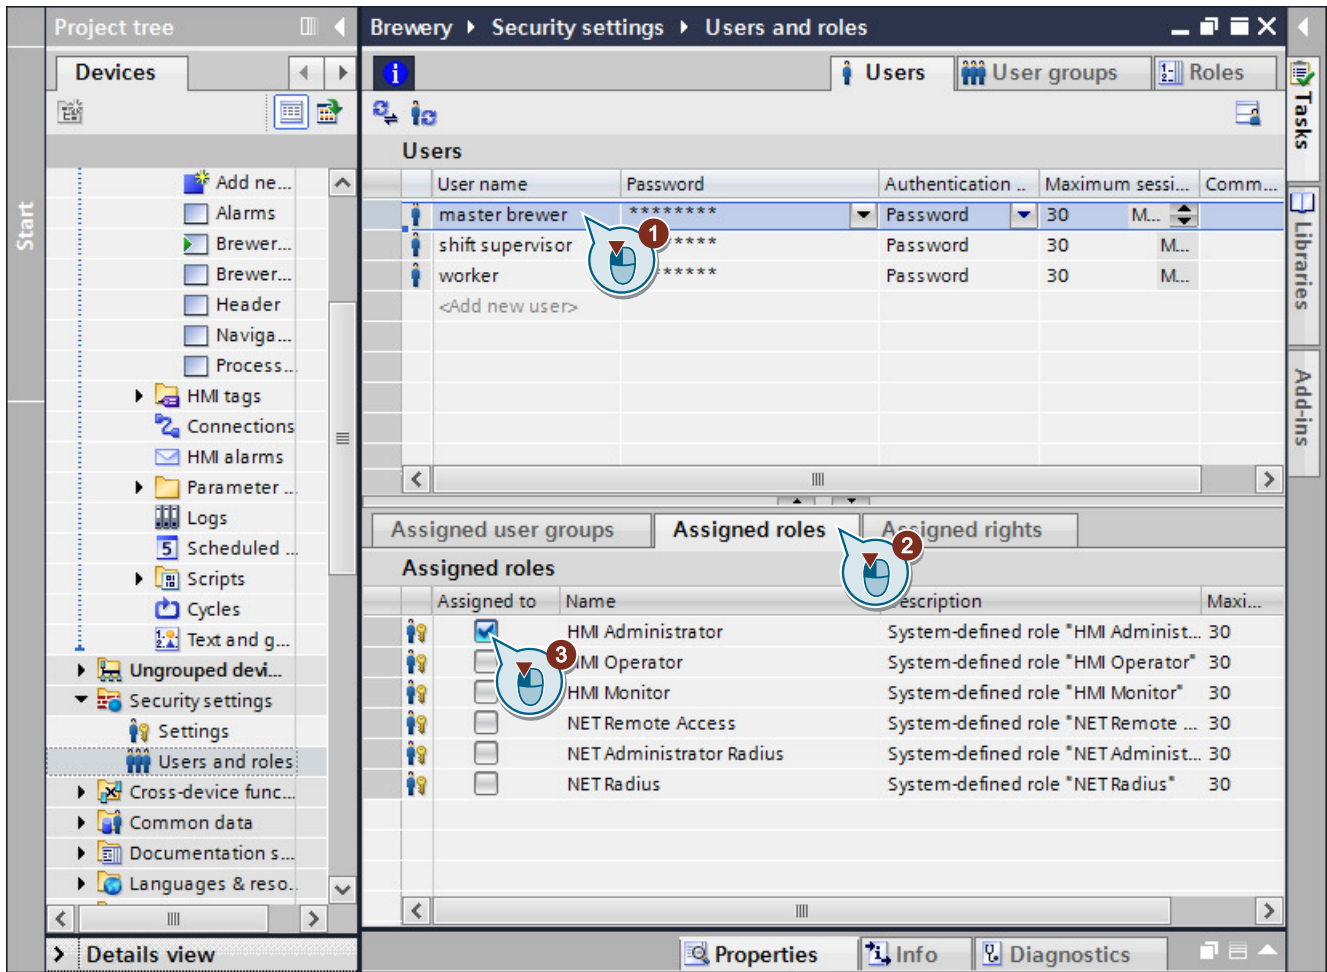 Project tree
Brewery ▸ Security settings ▸ Users and roles
Devices
Start
Add ne...
Alarms
Brewer...
Brewer...
Header
Naviga...
Process...
HMI tags
Connections
HMI alarms
Parameter ...
Logs
Scheduled ...
Scripts
Cycles
Text and g...
Ungrouped devi...
Security settings
Settings
Users and roles
Cross-device func...
Common data
Documentation s...
Languages & reso..
Details view
Users User groups Roles
Users
User name Password Authentication .. Maximum sessi... Comm...
master brewer ******** Password 30 M...
shift supervisor ***** Password 30 M...
worker ****** Password 30 M...
<Add new user>
1
Assigned user groups Assigned roles Assigned rights
2
Assigned roles
Assigned to Name Description Maxi...
HMI Administrator System-defined role "HMI Administ... 30
3
HMI Operator System-defined role "HMI Operator" 30
HMI Monitor System-defined role "HMI Monitor" 30
NET Remote Access System-defined role "NET Remote ... 30
NET Administrator Radius System-defined role "NET Administ... 30
NET Radius System-defined role "NET Radius" 30
Properties Info Diagnostics
Tasks
Libraries
Add-ins